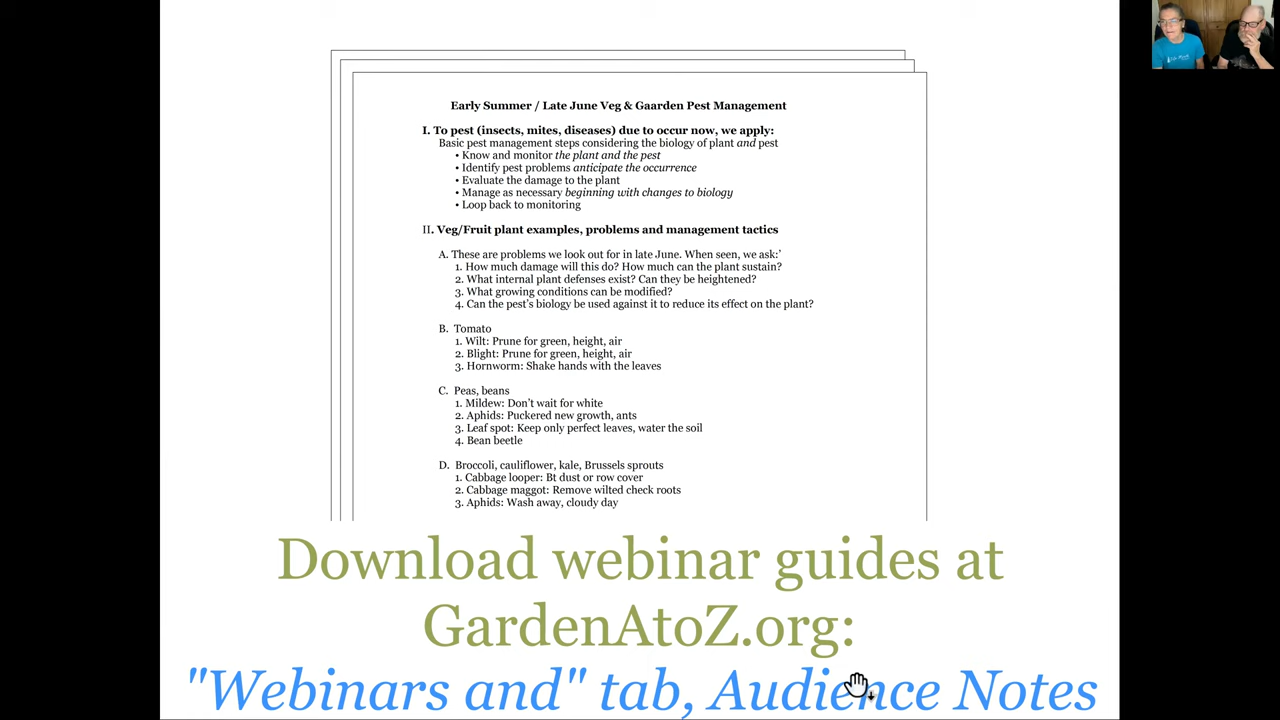 Early Summer / Late June Veg & Gaarden Pest Management
I. To pest (insects, mites, diseases) due to occur now, we apply:
Basic pest management steps considering the biology of plant and pest
• Know and monitor the plant and the pest
• Identify pest problems anticipate the occurrence
• Evaluate the damage to the plant
• Manage as necessary beginning with changes to biology
• Loop back to monitoring
II. Veg/Fruit plant examples, problems and management tactics
A. These are problems we look out for in late June. When seen, we ask:'
1. How much damage will this do? How much can the plant sustain?
2. What internal plant defenses exist? Can they be heightened?
3. What growing conditions can be modified?
4. Can the pest's biology be used against it to reduce its effect on the plant?
B. Tomato
1. Wilt: Prune for green, height, air
2. Blight: Prune for green, height, air
3. Hornworm: Shake hands with the leaves
C. Peas, beans
1. Mildew: Don't wait for white
2. Aphids: Puckered new growth, ants
3. Leaf spot: Keep only perfect leaves, water the soil
4. Bean beetle
D. Broccoli, cauliflower, kale, Brussels sprouts
1. Cabbage looper: Bt dust or row cover
2. Cabbage maggot: Remove wilted check roots
3. Aphids: Wash away, cloudy day
Download webinar guides at
GardenAtoZ.org:
"Webinars and" tab, Audience Notes